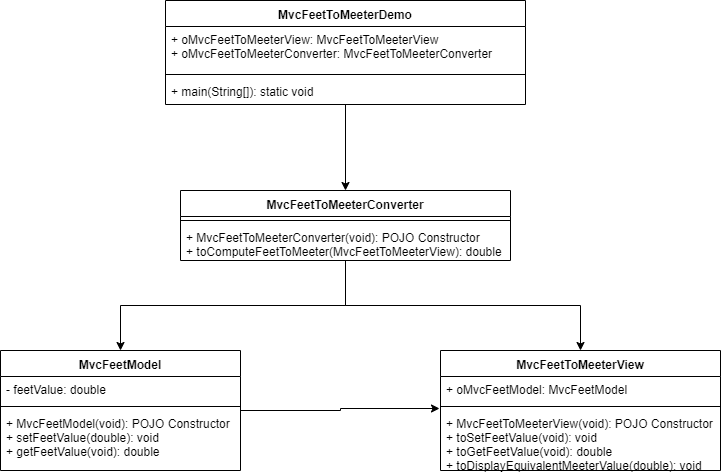 MvcFeetToMeeterDemo
+ oMvcFeetToMeeterView: MvcFeetToMeeterView
+ oMvcFeetToMeeterConverter: MvcFeetToMeeterConverter
+ main(String[]): static void
MvcFeetToMeeterConverter
+ MvcFeetToMeeterConverter(void): POJO Constructor
+ toComputeFeetToMeeter(MvcFeetToMeeterView): double
MvcFeetModel
- feetValue: double
+ MvcFeetModel(void): POJO Constructor
+ setFeetValue(double): void
+ getFeetValue(void): double
MvcFeetToMeeterView
+ oMvcFeetModel: MvcFeetModel
+ MvcFeetToMeeterView(void): POJO Constructor
+ toSetFeetValue(void): void
+ toGetFeetValue(void): double
+ toDisplayEquivalentMeeterValue(double): void